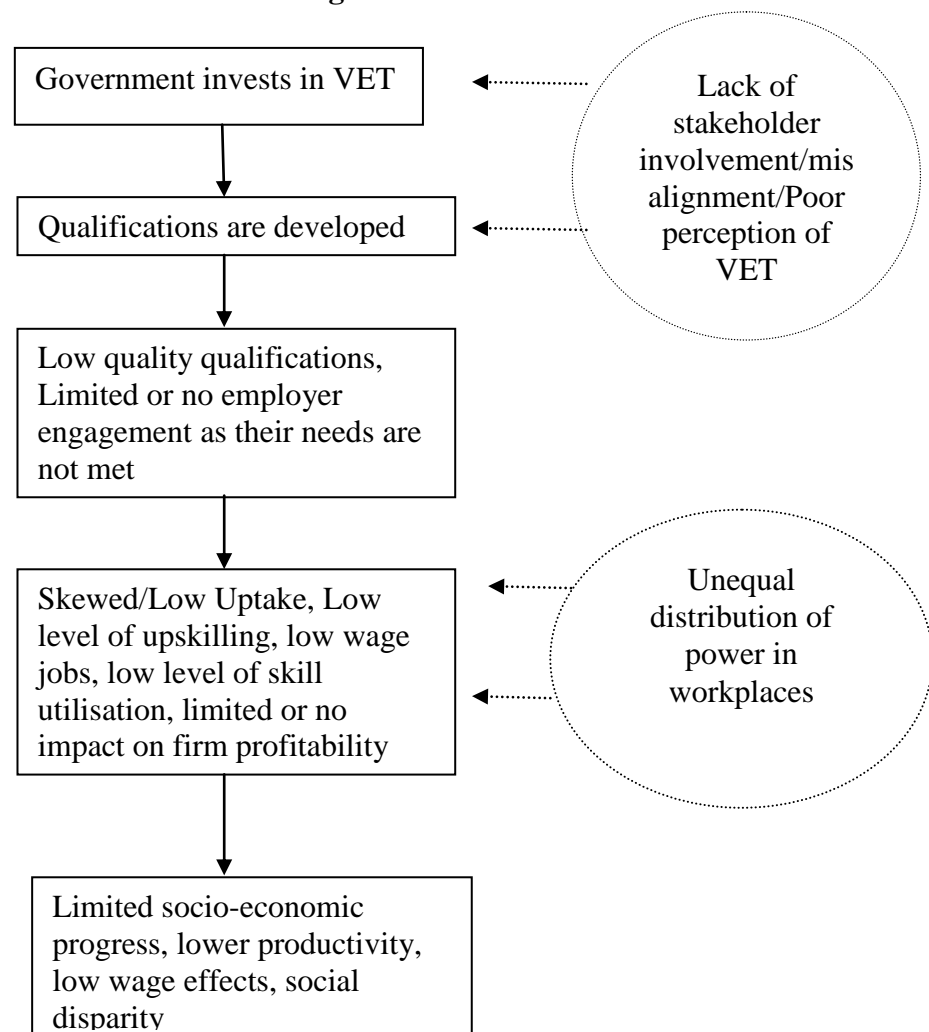 Government invests in VET
Lack of
stakeholder
involvement/mis
alignment/Poor
perception of
VET
Qualifications are developed
Low quality qualifications,
Limited or no employer
engagement as their needs are
not met
Skewed/Low Uptake, Low
level of upskilling, low wage
jobs, low level of skill
utilisation, limited or no
impact on firm profitability
Unequal
distribution of
power in
workplaces
Limited socio-economic
progress, lower productivity,
low wage effects, social
disparity